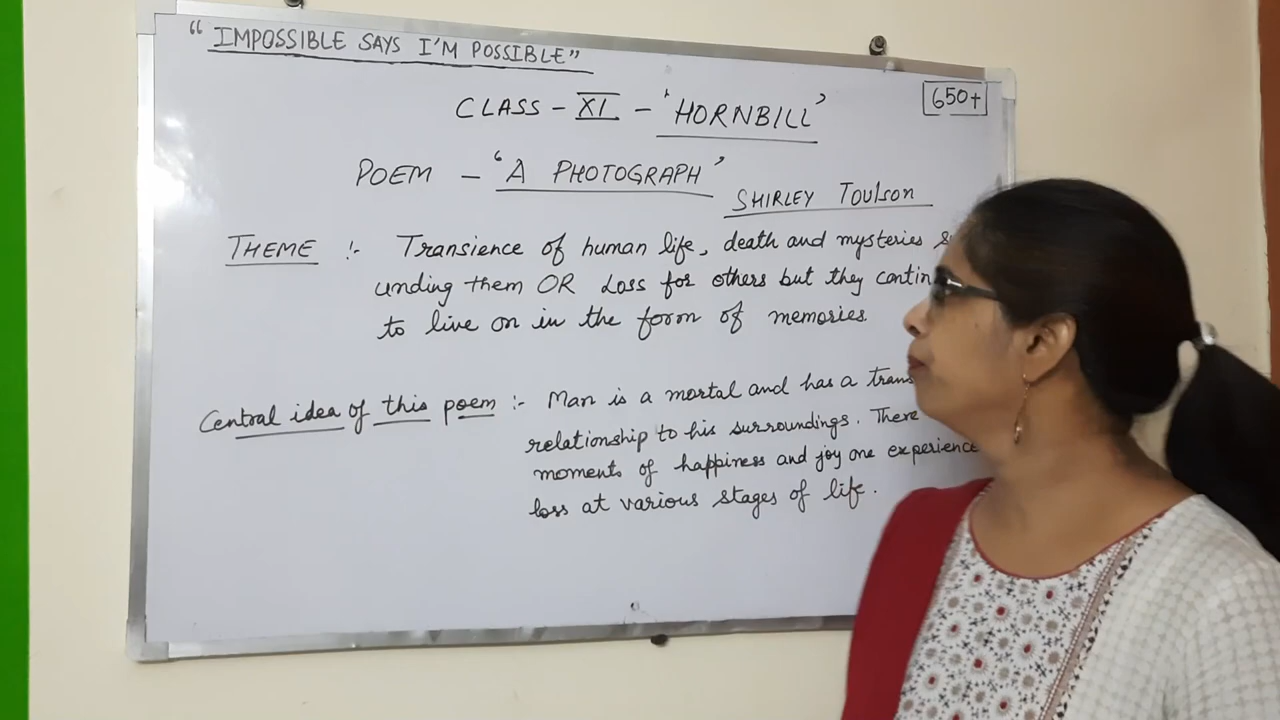 "IMPOSSIBLE SAYS I'M POSSIBLE"
650+
CLASS - XI - 'HORNBILL'
POEM - 'A PHOTOGRAPH'
SHIRLEY TOULSON
THEME :- Transience of human life, death and mysteries
unding them OR Loss for others but they contin
to live on in the form of memories.
Central idea of this poem :- Man is a mortal and has a trans
relationship to his surroundings. There
moments of happiness and joy one experience
loss at various stages of life.